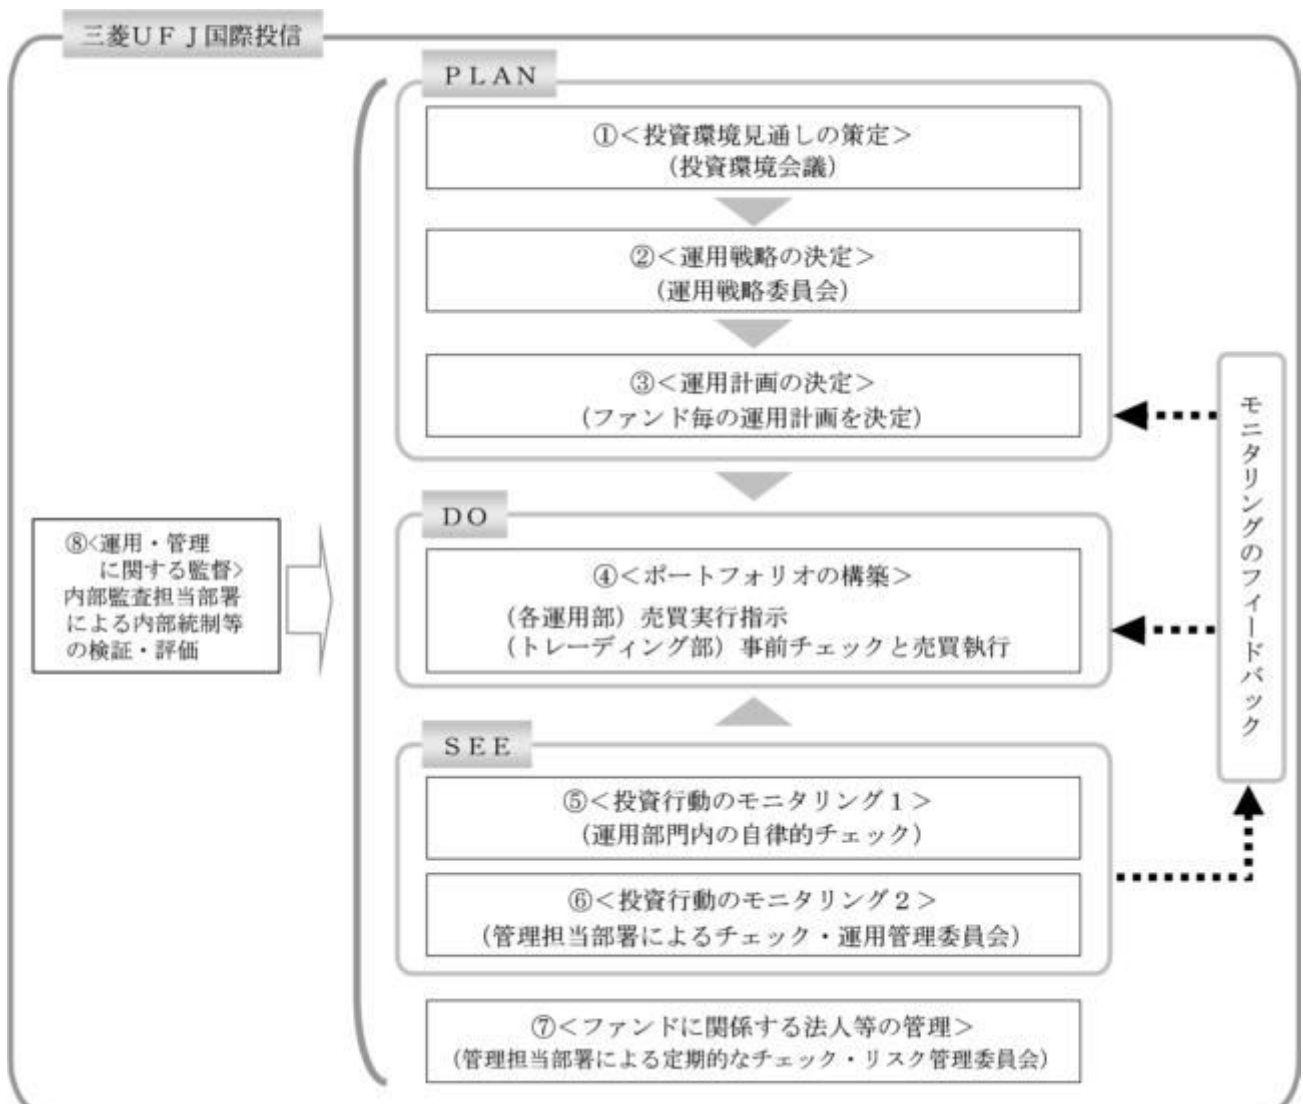 三菱UFJ国際投信
PLAN
①<投資環境見通しの策定>
(投資環境会議)
②<運用戦略の決定>
(運用戦略委員会)
③<運用計画の決定>
(ファンド毎の運用計画を決定)
DO
④<ポートフォリオの構築>
(各運用部)売買実行指示
(トレーディング部)事前チェックと売買執行
SEE
⑤<投資行動のモニタリング1>
(運用部門内の自律的チェック)
⑥<投資行動のモニタリング2>
(管理担当部署によるチェック・運用管理委員会)
⑦<ファンドに関係する法人等の管理>
(管理担当部署による定期的なチェック・リスク管理委員会)
⑧<運用・管理
に関する監督>
内部監査担当部署
による内部統制等
の検証・評価
モニタリングのフィードバック